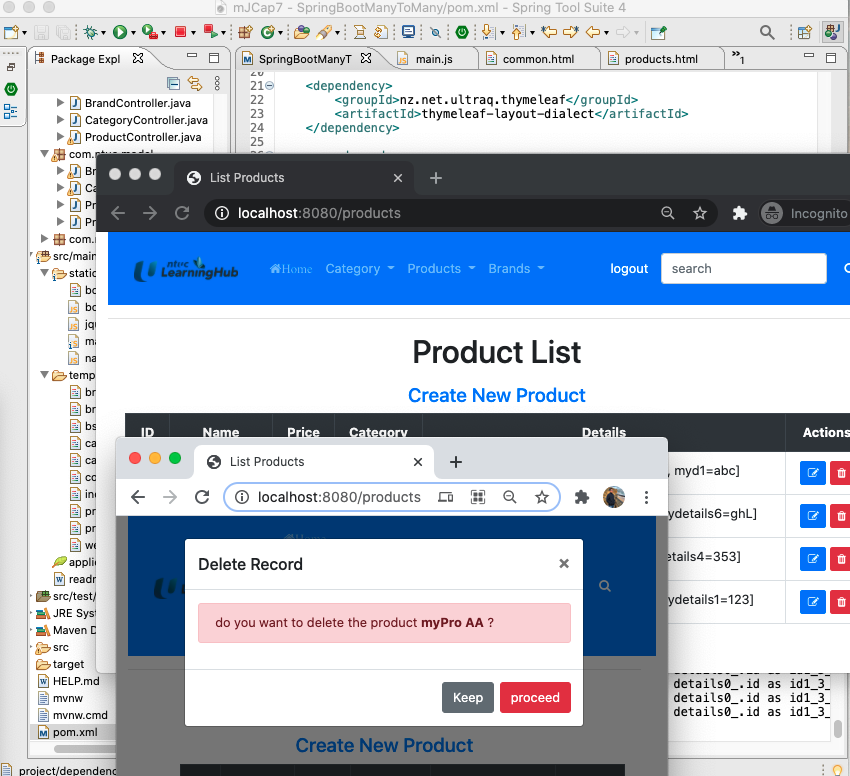 mJCap7 - SpringBootManyToMany/pom.xml - Spring Tool Suite 4
Package Expl
SpringBootManyT
main.js
common.html
products.html
»1
BrandController.java
CategoryController.java
ProductController.java
21
22
23
24
25
<dependency>
<groupId>nz.net.ultraq.thymeleaf</groupId>
<artifactId>thymeleaf-layout-dialect</artifactId>
</dependency>
Br
Ca
Pr
Pr
com.
src/main
static
bo
bo
jqu
ma
na
temp
br
br
bs
ca
ca
co
ind
pr
pr
we
applic
readm
src/test/
JRE Sys
Maven D
src
target
HELP.md
mvnw
mvnw.cmd
pom.xml
project/dependenc
List Products
localhost:8080/products
Incognito
ntuc
LearningHub
Home
Category
Products
Brands
logout
search
Product List
Create New Product
ID Name Price Category Details Actions
, myd1=abc]
ydetails6=ghL]
etails4=353]
ydetails1=123]
List Products
localhost:8080/products
Home
Delete Record
×
do you want to delete the product myPro AA ?
Keep
proceed
Create New Product
details0_.id as id1_3_
details0_.id as id1_3_
details0_.id as id1_3_